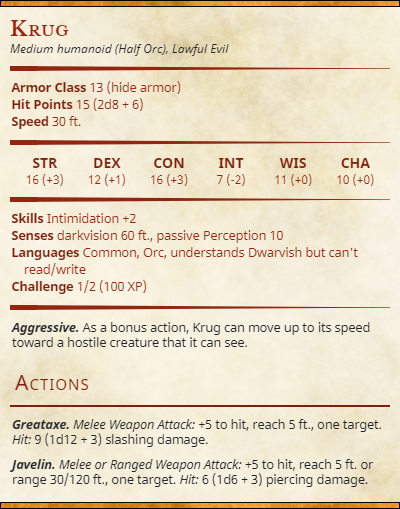 Krug
Medium humanoid (Half Orc), Lawful Evil
Armor Class 13 (hide armor)
Hit Points 15 (2d8 + 6)
Speed 30 ft.
STR DEX CON INT WIS CHA
16 (+3) 12 (+1) 16 (+3) 7 (-2) 11 (+0) 10 (+0)
Skills Intimidation +2
Senses darkvision 60 ft., passive Perception 10
Languages Common, Orc, understands Dwarvish but can't
read/write
Challenge 1/2 (100 XP)
Aggressive. As a bonus action, Krug can move up to its speed
toward a hostile creature that it can see.
Actions
Greataxe. Melee Weapon Attack: +5 to hit, reach 5 ft., one target.
Hit: 9 (1d12 + 3) slashing damage.
Javelin. Melee or Ranged Weapon Attack: +5 to hit, reach 5 ft. or
range 30/120 ft., one target. Hit: 6 (1d6 + 3) piercing damage.